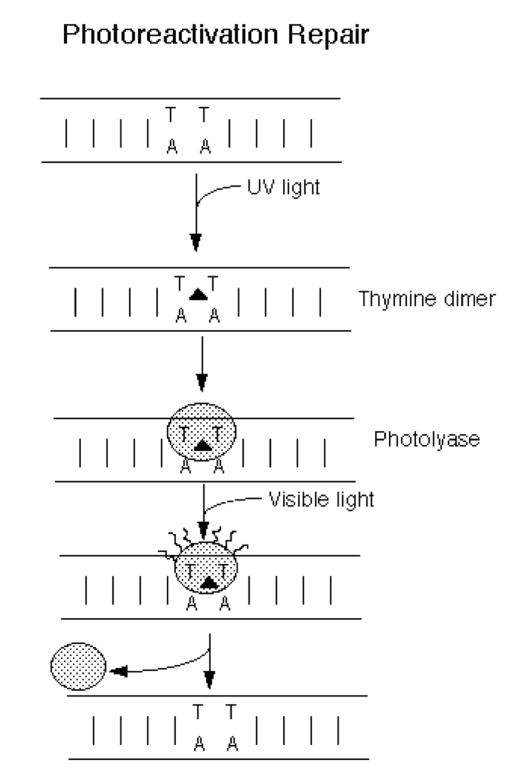 Photoreactivation Repair
T T
A A
UV light
T T
A A
Thymine dimer
T T
A A
Photolyase
Visible light
T T
A A
T T
A A